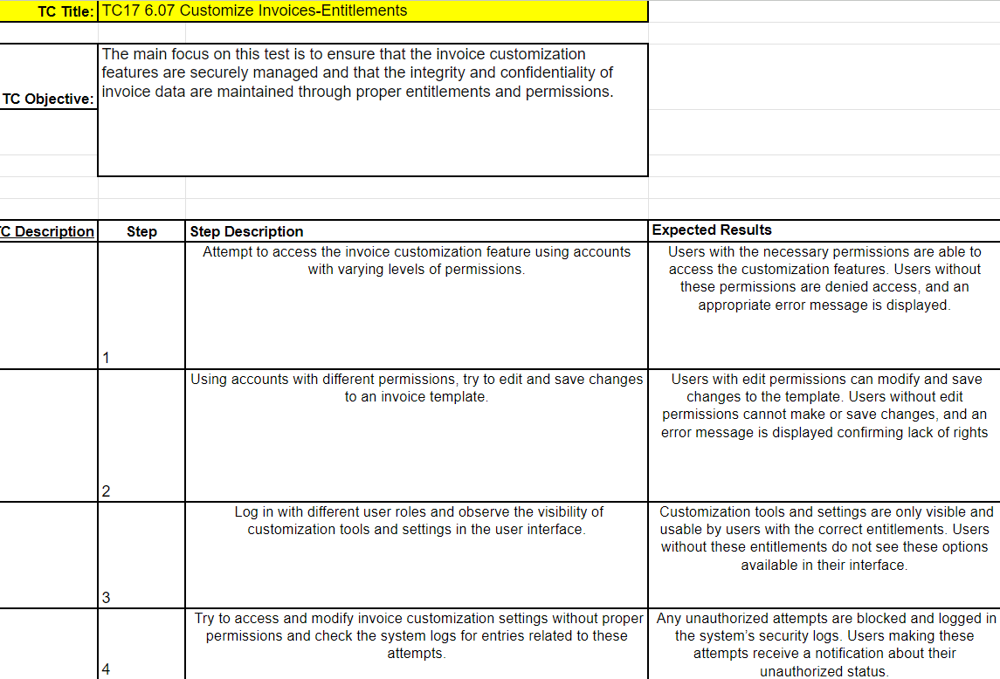 TC Title: TC17 6.07 Customize Invoices-Entitlements
TC Objective:
The main focus on this test is to ensure that the invoice customization
features are securely managed and that the integrity and confidentiality of
invoice data are maintained through proper entitlements and permissions.
C Description Step Step Description Expected Results
1
Attempt to access the invoice customization feature using accounts
with varying levels of permissions.
Users with the necessary permissions are able to
access the customization features. Users without
these permissions are denied access, and an
appropriate error message is displayed.
2
Using accounts with different permissions, try to edit and save changes
to an invoice template.
Users with edit permissions can modify and save
changes to the template. Users without edit
permissions cannot make or save changes, and an
error message is displayed confirming lack of rights
3
Log in with different user roles and observe the visibility of
customization tools and settings in the user interface.
Customization tools and settings are only visible and
usable by users with the correct entitlements. Users
without these entitlements do not see these options
available in their interface.
4
Try to access and modify invoice customization settings without proper
permissions and check the system logs for entries related to these
attempts.
Any unauthorized attempts are blocked and logged in
the system's security logs. Users making these
attempts receive a notification about their
unauthorized status.